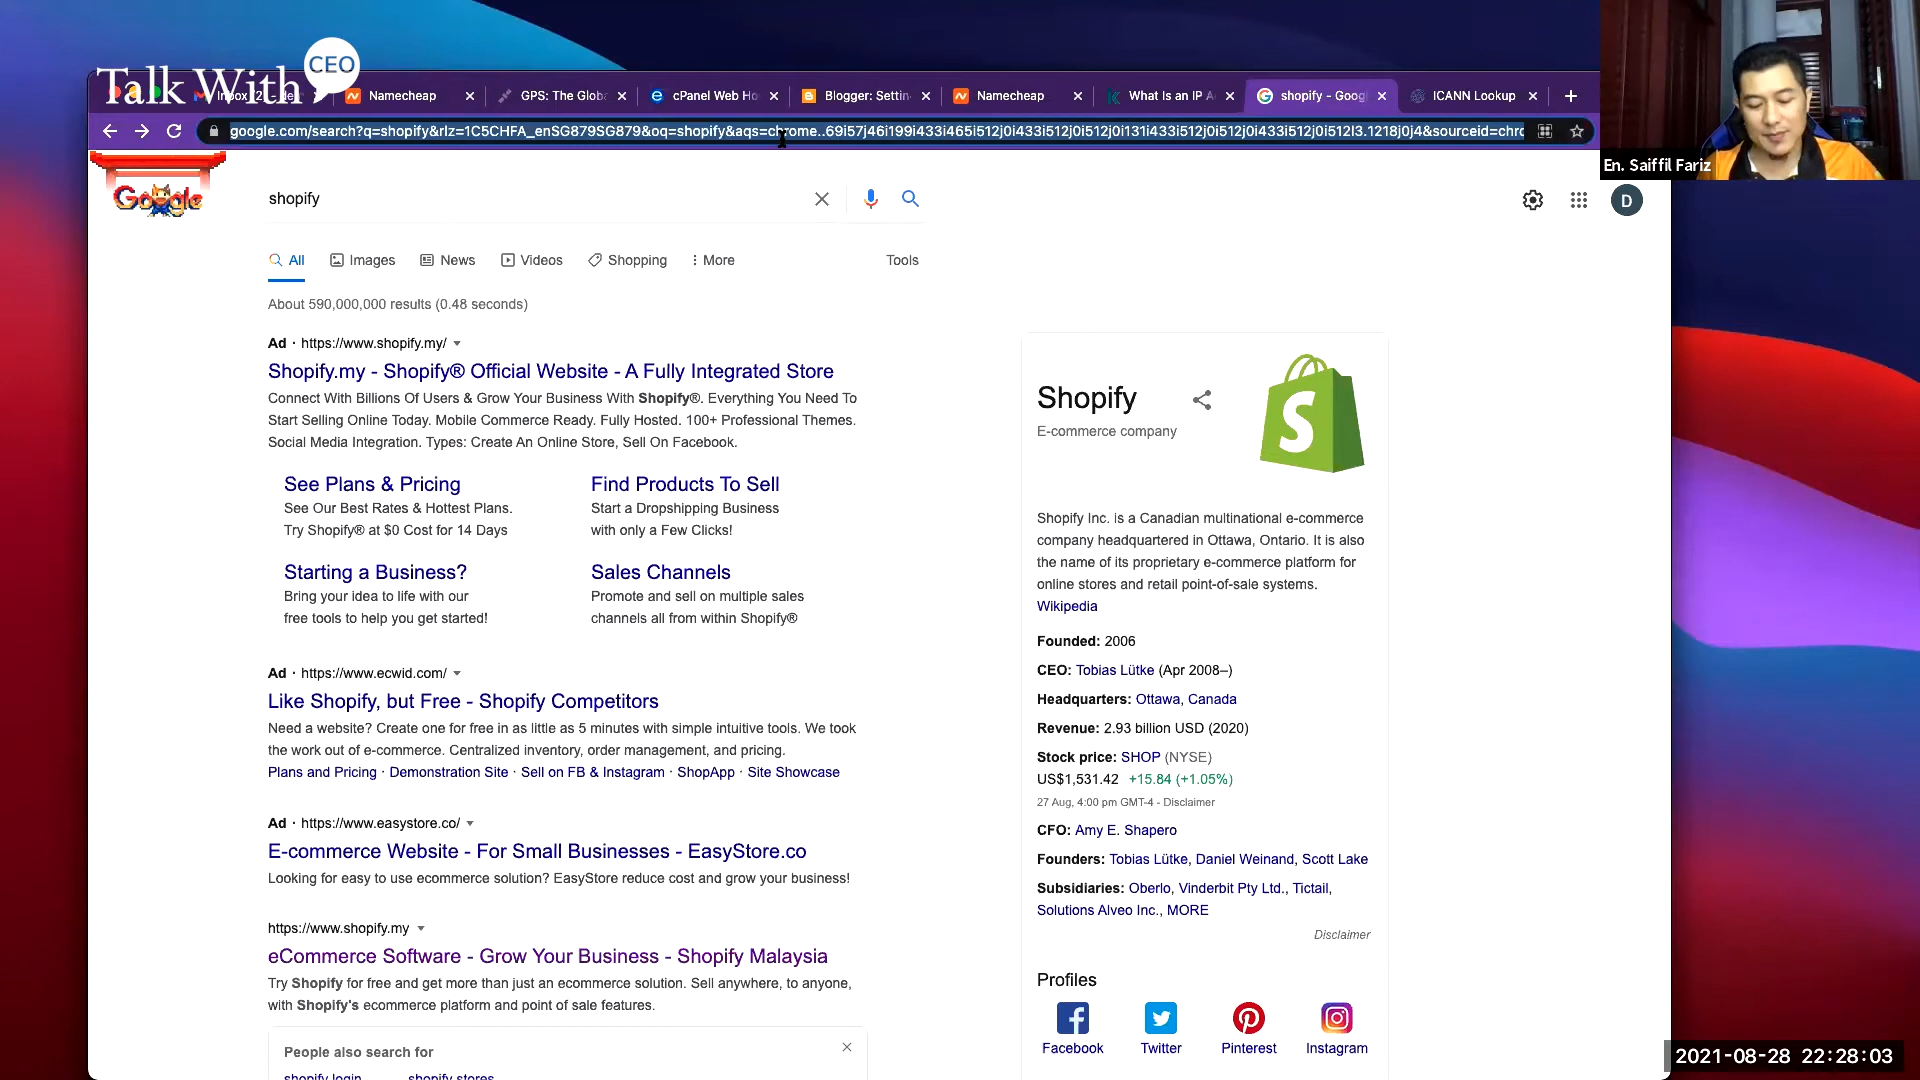 Talk With CEO
Namecheap
GPS: The Globa
cPanel Web Ho
Blogger: Settin
Namecheap
What Is an IP A
shopify - Goog
ICANN Lookup
google.com/search?q=shopify&rlz=1C5CHFA_enSG879SG879&oq=shopify&aqs=chrome..69i57j46i199i433i465i512j0i433i512j0i512j0i131i433i512j0i512j0i433i512j0i512l3.1218j0j4&sourceid=chro
En. Saiffil Fariz
Google
shopify
D
All
Images
News
Videos
Shopping
More
Tools
About 590,000,000 results (0.48 seconds)
Ad · https://www.shopify.my/
Shopify.my - Shopify® Official Website - A Fully Integrated Store
Connect With Billions Of Users & Grow Your Business With Shopify®. Everything You Need To
Start Selling Online Today. Mobile Commerce Ready. Fully Hosted. 100+ Professional Themes.
Social Media Integration. Types: Create An Online Store, Sell On Facebook.
See Plans & Pricing
See Our Best Rates & Hottest Plans.
Try Shopify® at $0 Cost for 14 Days
Find Products To Sell
Start a Dropshipping Business
with only a Few Clicks!
Starting a Business?
Bring your idea to life with our
free tools to help you get started!
Sales Channels
Promote and sell on multiple sales
channels all from within Shopify®
Ad · https://www.ecwid.com/
Like Shopify, but Free - Shopify Competitors
Need a website? Create one for free in as little as 5 minutes with simple intuitive tools. We took
the work out of e-commerce. Centralized inventory, order management, and pricing.
Plans and Pricing · Demonstration Site · Sell on FB & Instagram · ShopApp · Site Showcase
Ad · https://www.easystore.co/
E-commerce Website - For Small Businesses - EasyStore.co
Looking for easy to use ecommerce solution? EasyStore reduce cost and grow your business!
https://www.shopify.my
eCommerce Software - Grow Your Business - Shopify Malaysia
Try Shopify for free and get more than just an ecommerce solution. Sell anywhere, to anyone,
with Shopify's ecommerce platform and point of sale features.
People also search for
shopify login
shopify stores
Shopify
E-commerce company
Shopify Inc. is a Canadian multinational e-commerce
company headquartered in Ottawa, Ontario. It is also
the name of its proprietary e-commerce platform for
online stores and retail point-of-sale systems.
Wikipedia
Founded: 2006
CEO: Tobias Lütke (Apr 2008–)
Headquarters: Ottawa, Canada
Revenue: 2.93 billion USD (2020)
Stock price: SHOP (NYSE)
US$1,531.42 +15.84 (+1.05%)
27 Aug, 4:00 pm GMT-4 - Disclaimer
CFO: Amy E. Shapero
Founders: Tobias Lütke, Daniel Weinand, Scott Lake
Subsidiaries: Oberlo, Vinderbit Pty Ltd., Tictail,
Solutions Alveo Inc., MORE
Disclaimer
Profiles
Facebook
Twitter
Pinterest
Instagram
2021-08-28 22:28:03